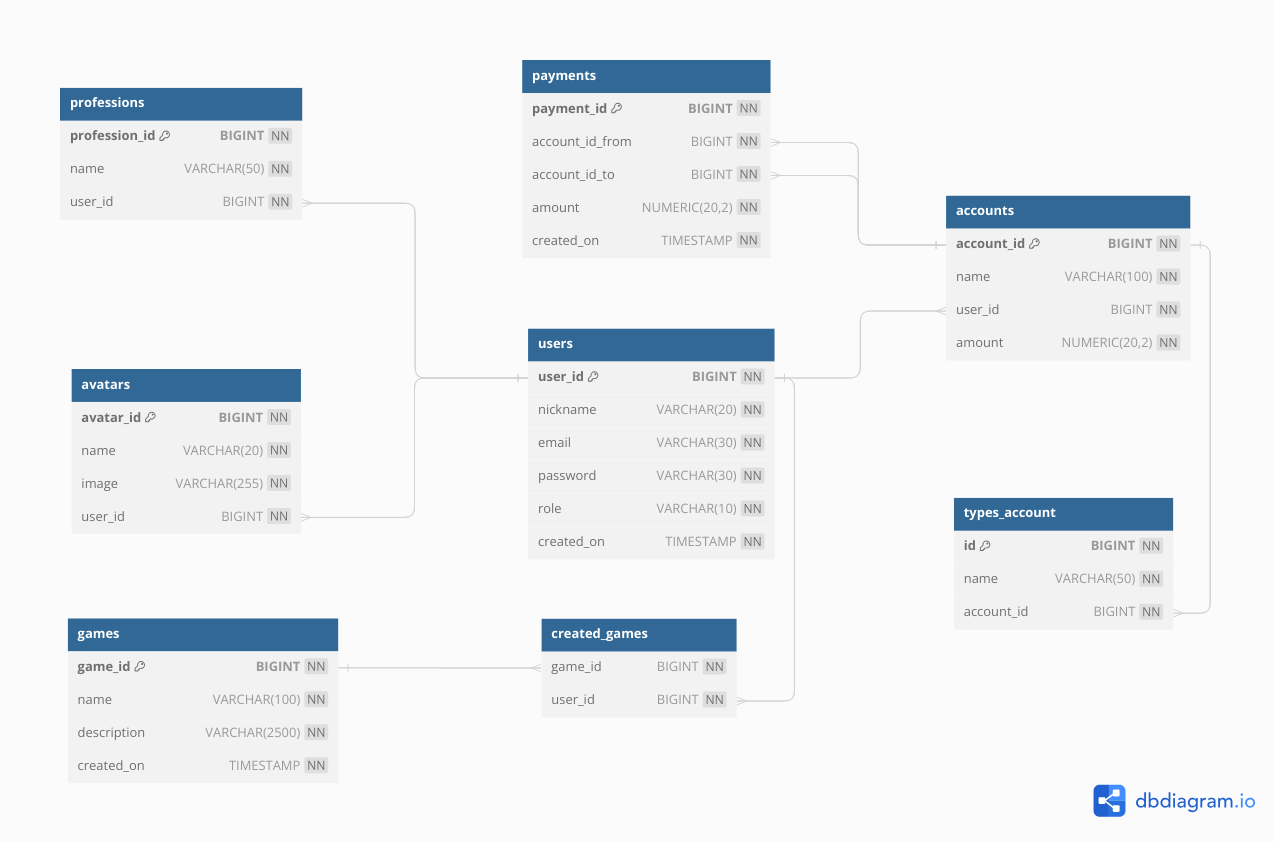 professions
profession_id BIGINT NN
name VARCHAR(50) NN
user_id BIGINT NN
payments
payment_id BIGINT NN
account_id_from BIGINT NN
account_id_to BIGINT NN
amount NUMERIC(20,2) NN
created_on TIMESTAMP NN
accounts
account_id BIGINT NN
name VARCHAR(100) NN
user_id BIGINT NN
amount NUMERIC(20,2) NN
avatars
avatar_id BIGINT NN
name VARCHAR(20) NN
image VARCHAR(255) NN
user_id BIGINT NN
users
user_id BIGINT NN
nickname VARCHAR(20) NN
email VARCHAR(30) NN
password VARCHAR(30) NN
role VARCHAR(10) NN
created_on TIMESTAMP NN
types_account
id BIGINT NN
name VARCHAR(50) NN
account_id BIGINT NN
games
game_id BIGINT NN
name VARCHAR(100) NN
description VARCHAR(2500) NN
created_on TIMESTAMP NN
created_games
game_id BIGINT NN
user_id BIGINT NN
dbdiagram.io